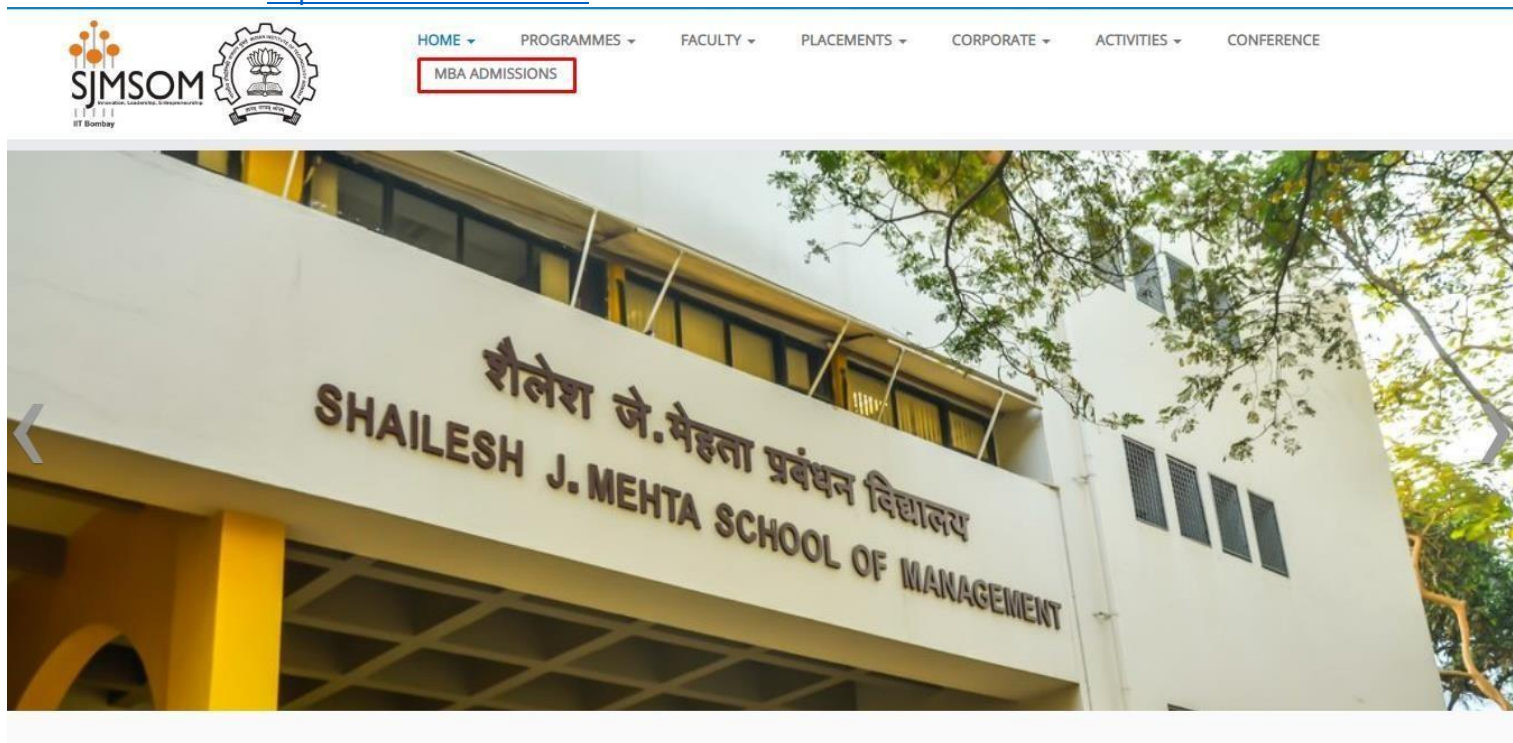 HOME PROGRAMMES FACULTY PLACEMENTS CORPORATE ACTIVITIES CONFERENCE
MBA ADMISSIONS
SJMSOM
IIT Bombay
शैलेश जे. मेहता प्रबंधन विद्यालय
SHAILESH J. MEHTA SCHOOL OF MANAGEMENT